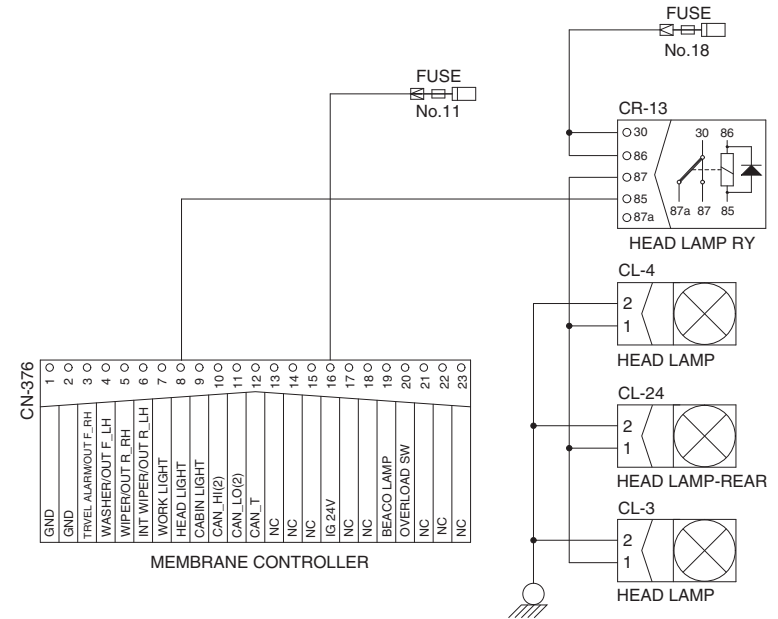 FUSE
No.18
FUSE
No.11
CR-13
30
86
87
85
87a
30 86
87a 87 85
HEAD LAMP RY
CL-4
2
1
HEAD LAMP
CL-24
2
1
HEAD LAMP-REAR
CL-3
2
1
HEAD LAMP
CN-376
1 2 3 4 5 6 7 8 9 10 11 12 13 14 15 16 17 18 19 20 21 22 23
GND
GND
TRVEL ALARM/OUT F_RH
WASHER/OUT F_LH
WIPER/OUT R_RH
INT WIPER/OUT R_LH
WORK LIGHT
HEAD LIGHT
CABIN LIGHT
CAN_HI(2)
CAN_LO(2)
CAN_T
NC
NC
NC
IG 24V
NC
NC
BEACO LAMP
OVERLOAD SW
NC
NC
NC
MEMBRANE CONTROLLER